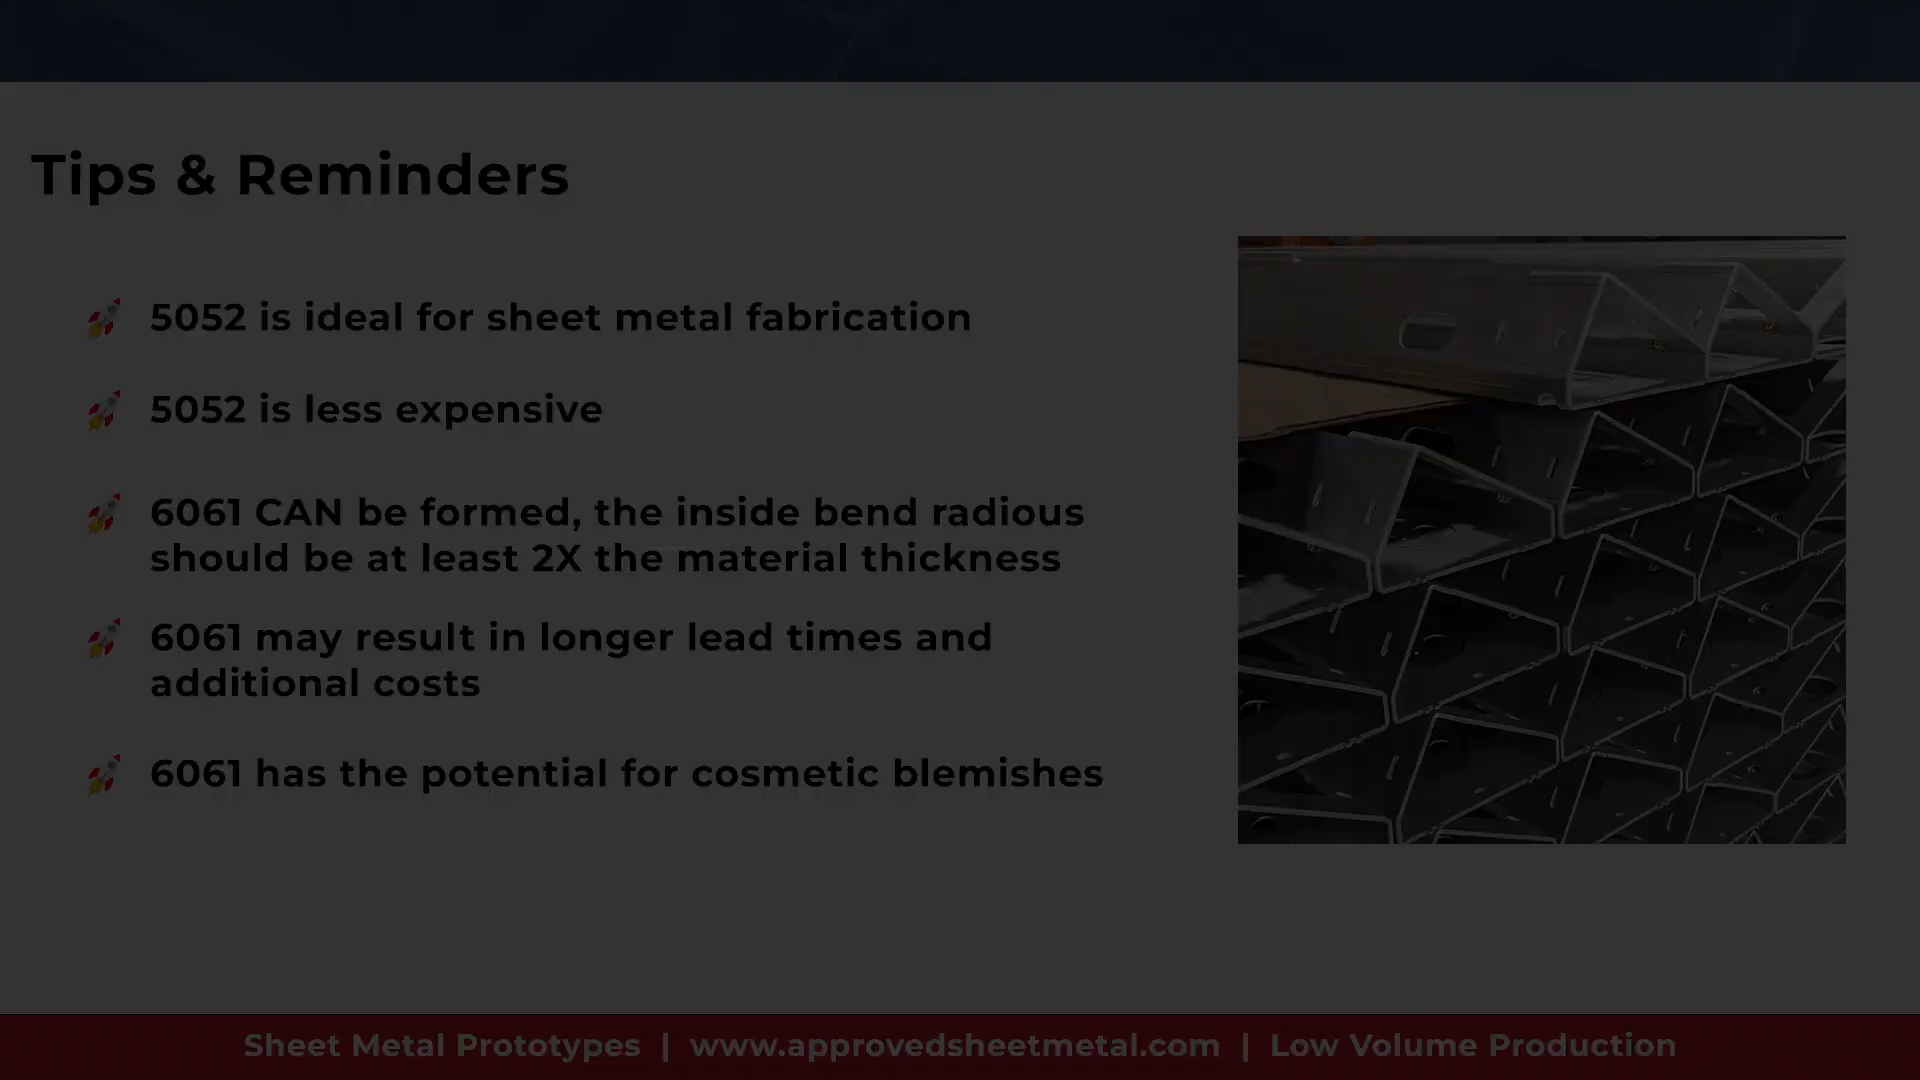 Tips & Reminders
5052 is ideal for sheet metal fabrication
5052 is less expensive
6061 CAN be formed, the inside bend radious
should be at least 2X the material thickness
6061 may result in longer lead times and
additional costs
6061 has the potential for cosmetic blemishes
Sheet Metal Prototypes | www.approvedsheetmetal.com | Low Volume Production